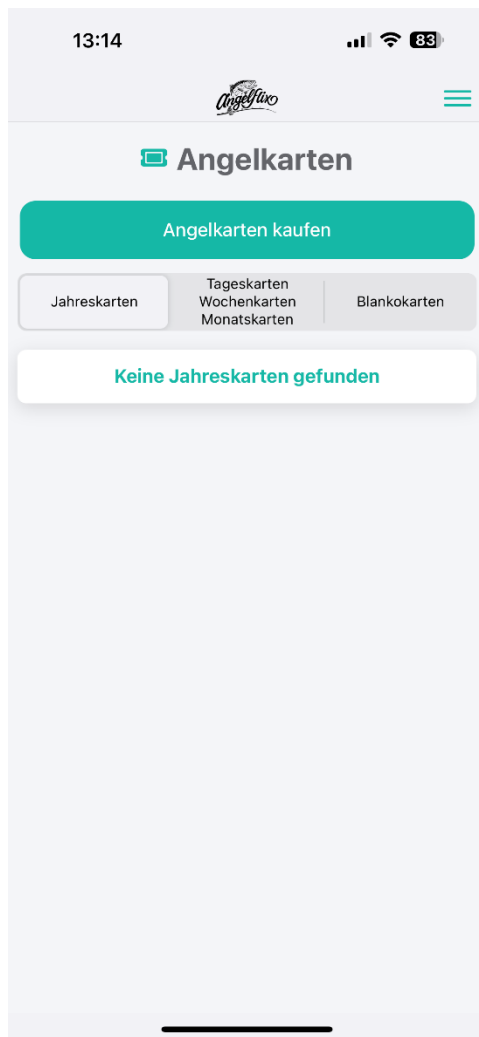 13:14
83
Angelflixo
Angelkarten
Angelkarten kaufen
Jahreskarten
Tageskarten
Wochenkarten
Monatskarten
Blankokarten
Keine Jahreskarten gefunden